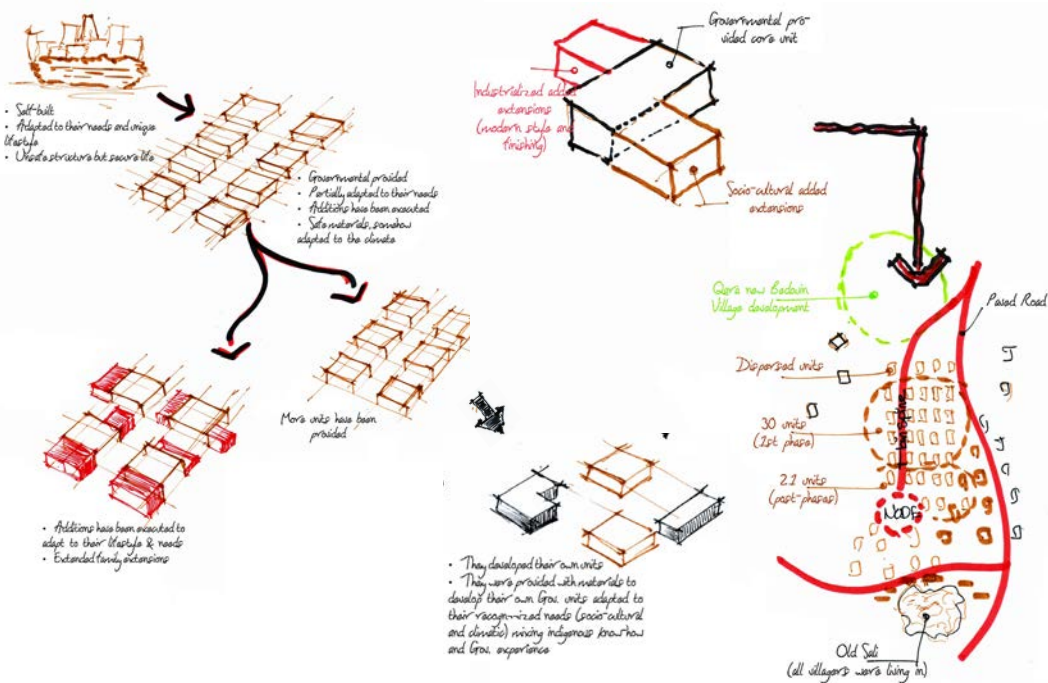 • Self-built
• Adapted to their needs and unique
lifestyle
• Unsafe structure but secure life
• Governmental provided
• Partially adapted to their needs
• Additions have been executed
• Safe materials, somehow
adapted to the climate
More units have been
provided
• Additions have been executed to
adapt to their lifestyle & needs
• Extended family extensions
• They developed their own units
• They were provided with materials to
develop their own Gov. units adapted to
their recognized needs (socio-cultural
and climatic) mixing indigenous knowhow
and Gov. experience
Governmental pro-
vided core unit
Industrialized added
extensions
(modern style and
finishing)
Socio-cultural added
extensions
Qera new Bedouin
Village development
Paved Road
Dispersed units
30 units
(1st phase)
22 units
(post-phases)
NODE
Old Sali
(all villagers were living in)